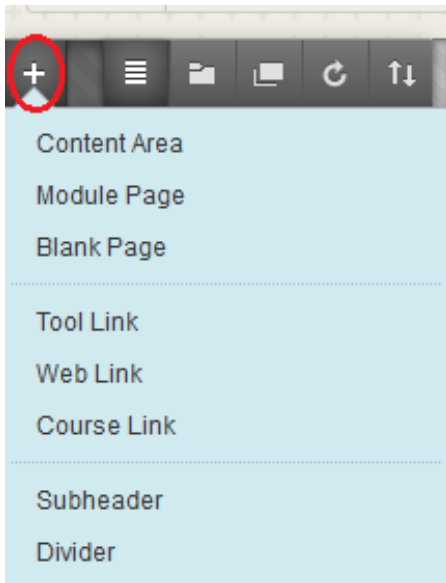 Content Area
Module Page
Blank Page
Tool Link
Web Link
Course Link
Subheader
Divider